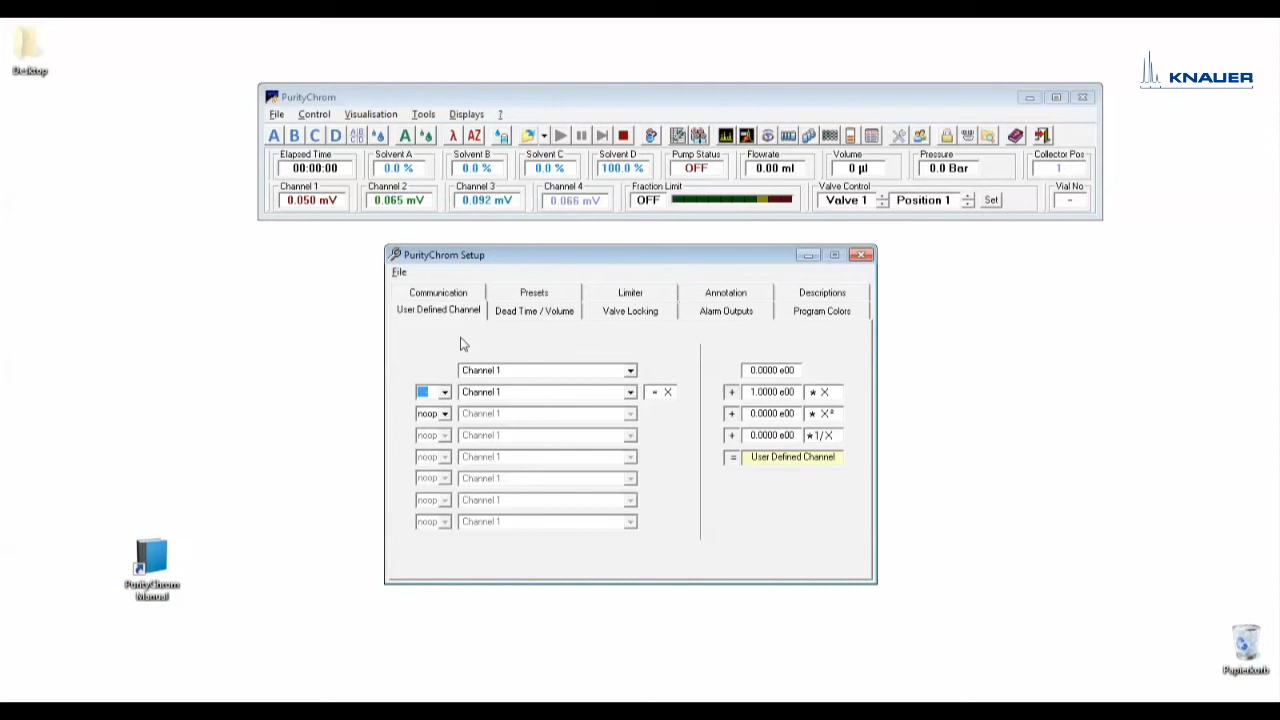 Desktop
KNAUER
PurityChrom
File Control Visualisation Tools Displays ?
A B C D A λ AZ
Elapsed Time Solvent A Solvent B Solvent C Solvent D Pump Status Flowrate Volume Pressure Collector Pos
00:00:00 0.0 % 0.0 % 0.0 % 100.0 % OFF 0.00 ml 0 µl 0.0 Bar 1
Channel 1 Channel 2 Channel 3 Channel 4 Fraction Limit Valve Control Vial No
0.050 mV 0.065 mV 0.092 mV 0.066 mV OFF Valve 1 Position 1 Set -
PurityChrom Setup
File
Communication Presets Limiter Annotation Descriptions
User Defined Channel Dead Time / Volume Valve Locking Alarm Outputs Program Colors
Channel 1 0.0000 e00
Channel 1 = X + 1.0000 e00 * X
noop Channel 1 + 0.0000 e00 * X²
noop Channel 1 + 0.0000 e00 * 1/X
noop Channel 1 = User Defined Channel
noop Channel 1
noop Channel 1
noop Channel 1
PurityChrom
Manual
Papierkorb